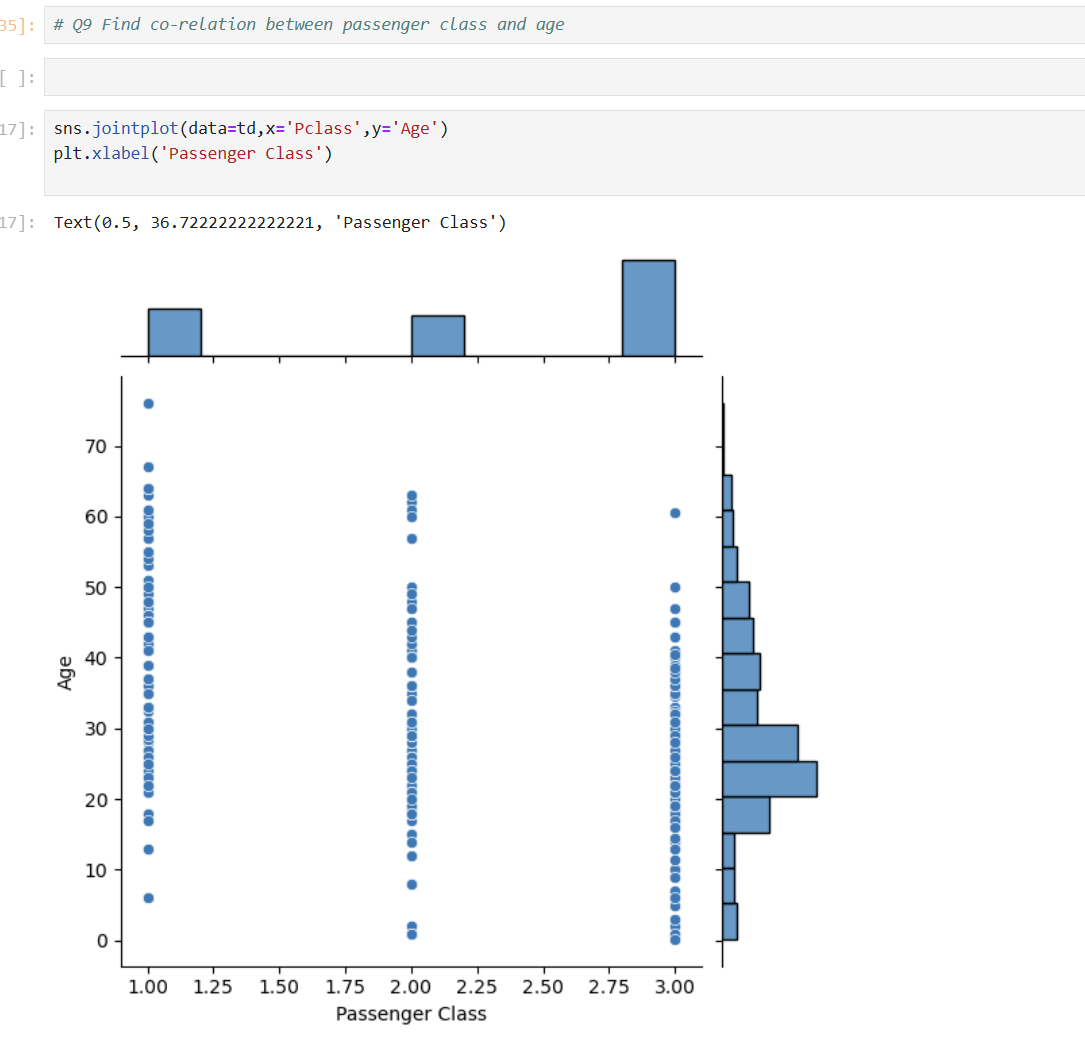 35]: # Q9 Find co-relation between passenger class and age
[ ]:
17]: sns.jointplot(data=td,x='Pclass',y='Age')
plt.xlabel('Passenger Class')
17]: Text(0.5, 36.72222222222221, 'Passenger Class')
70
60
50
40
Age
30
20
10
0
1.00 1.25 1.50 1.75 2.00 2.25 2.50 2.75 3.00
Passenger Class